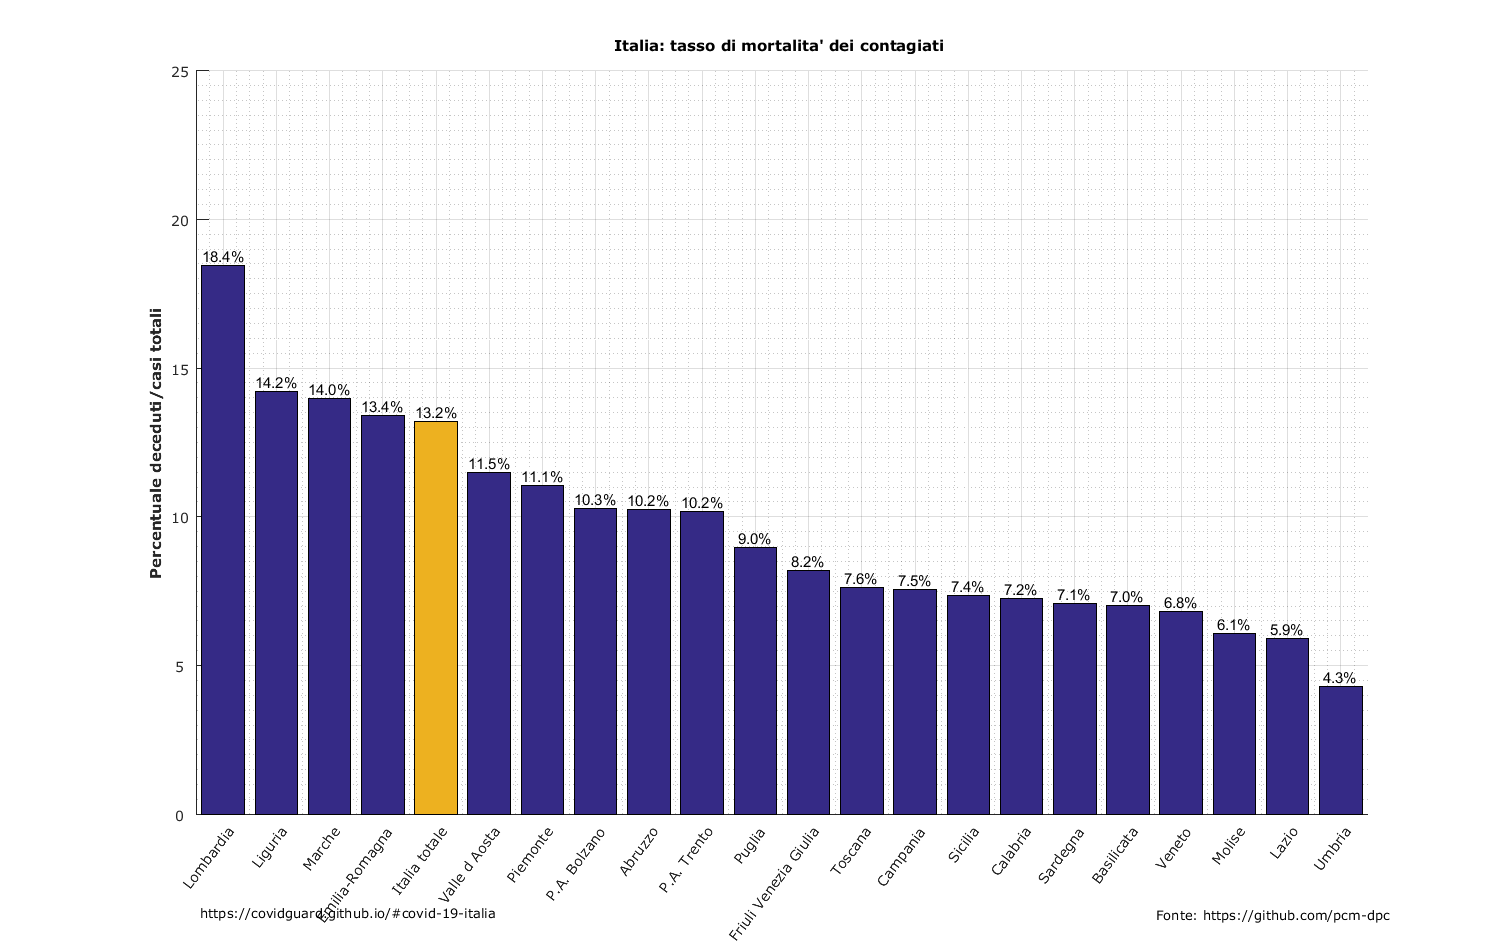 Italia: tasso di mortalita' dei contagiati
Percentuale deceduti/casi totali
25
20
15
10
5
0
18.4%
14.2%
14.0%
13.4%
13.2%
11.5%
11.1%
10.3%
10.2%
10.2%
9.0%
8.2%
7.6%
7.5%
7.4%
7.2%
7.1%
7.0%
6.8%
6.1%
5.9%
4.3%
Lombardia
Liguria
Marche
Emilia-Romagna
Italia totale
Valle d Aosta
Piemonte
P.A. Bolzano
Abruzzo
P.A. Trento
Puglia
Friuli Venezia Giulia
Toscana
Campania
Sicilia
Calabria
Sardegna
Basilicata
Veneto
Molise
Lazio
Umbria
https://covidguard.github.io/#covid-19-italia
Fonte: https://github.com/pcm-dpc